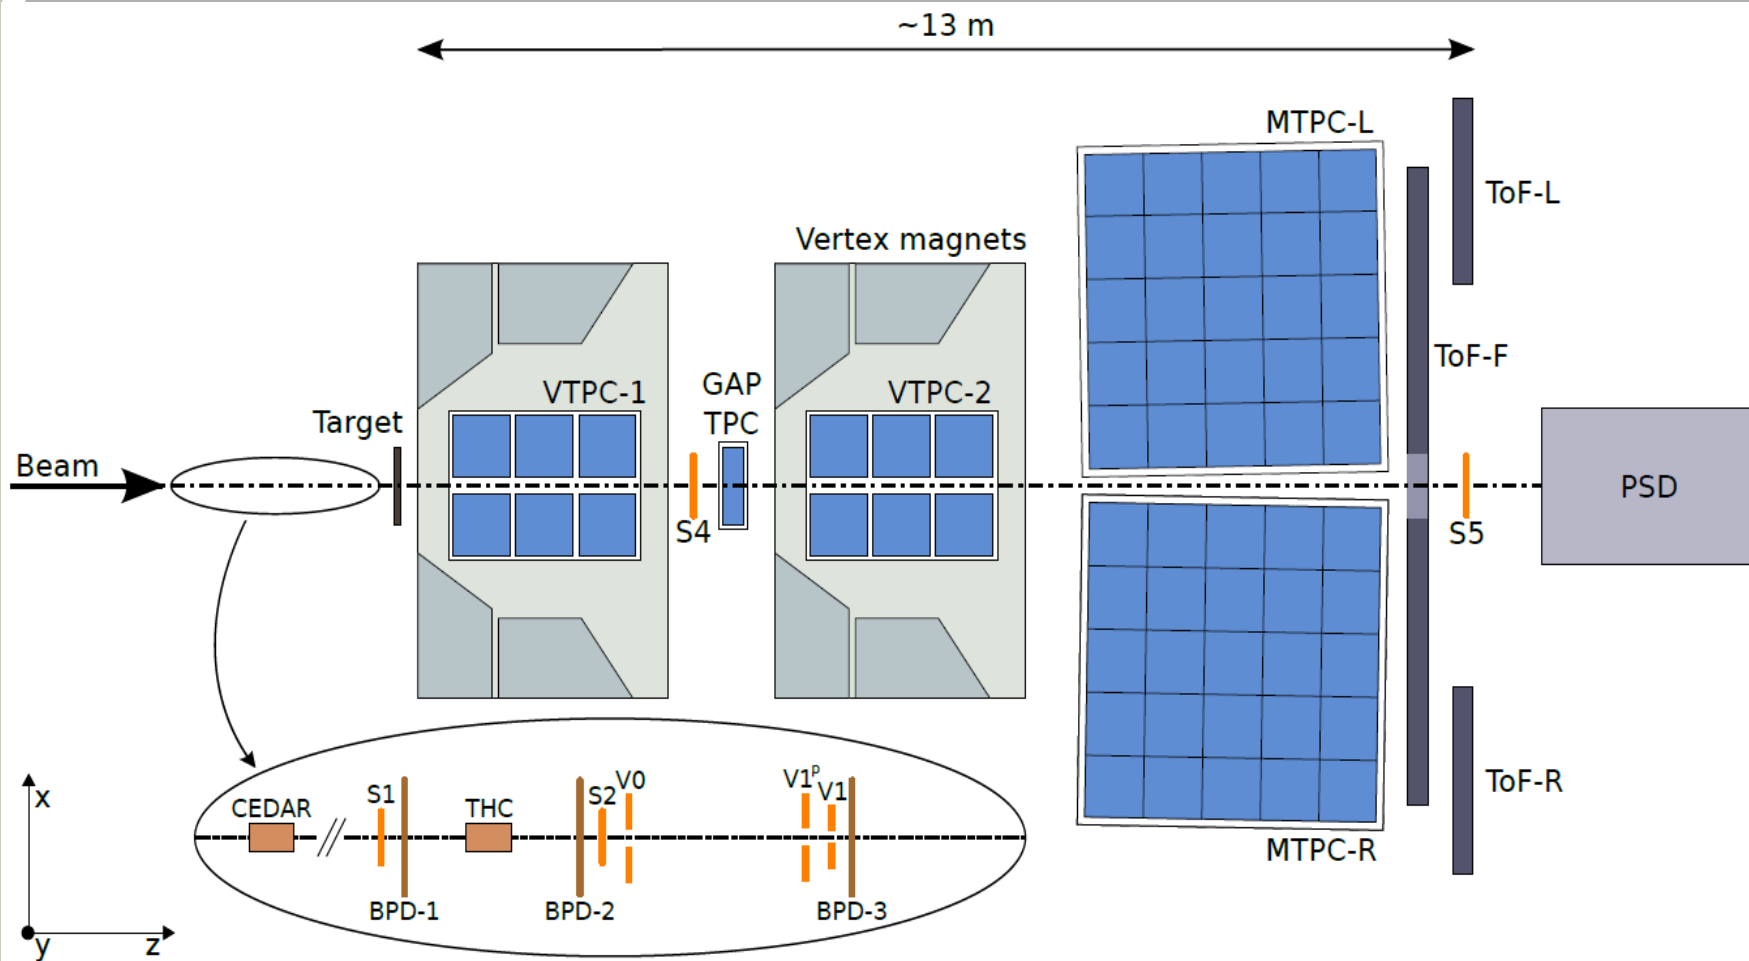 ~13 m
MTPC-L
ToF-L
Vertex magnets
ToF-F
VTPC-1
GAP
TPC
VTPC-2
Target
Beam
S4
S5
PSD
V1ᵖ
V0
V1
S1
S2
CEDAR
THC
ToF-R
x
MTPC-R
BPD-1
BPD-2
BPD-3
y
z